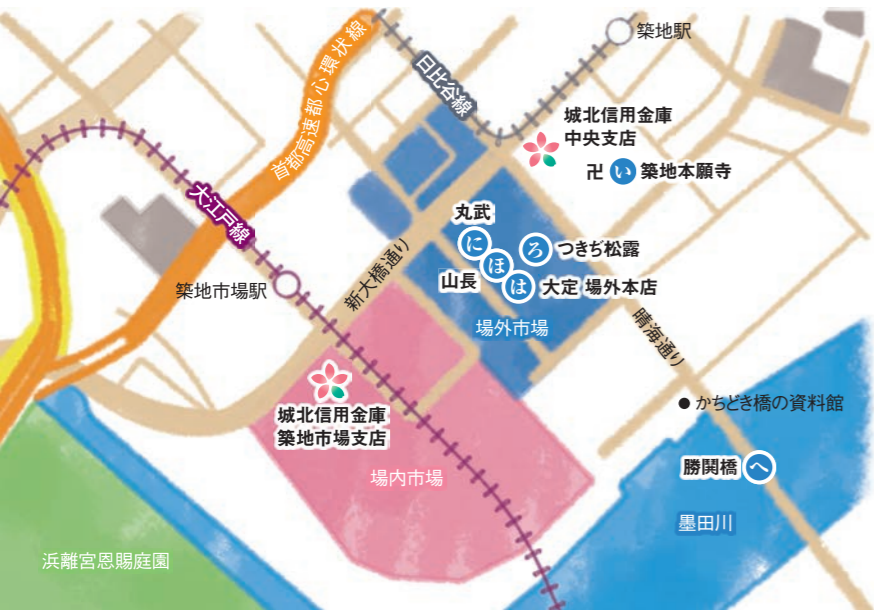 築地駅
日比谷線
首都高速都心環状線
城北信用金庫
中央支店
卍 い 築地本願寺
大江戸線
丸武
に
ろ つきぢ松露
ほ
山長
は 大定 場外本店
新大橋通り
築地市場駅
場外市場
晴海通り
城北信用金庫
築地市場支店
● かちどき橋の資料館
場内市場
勝関橋 へ
墨田川
浜離宮恩賜庭園